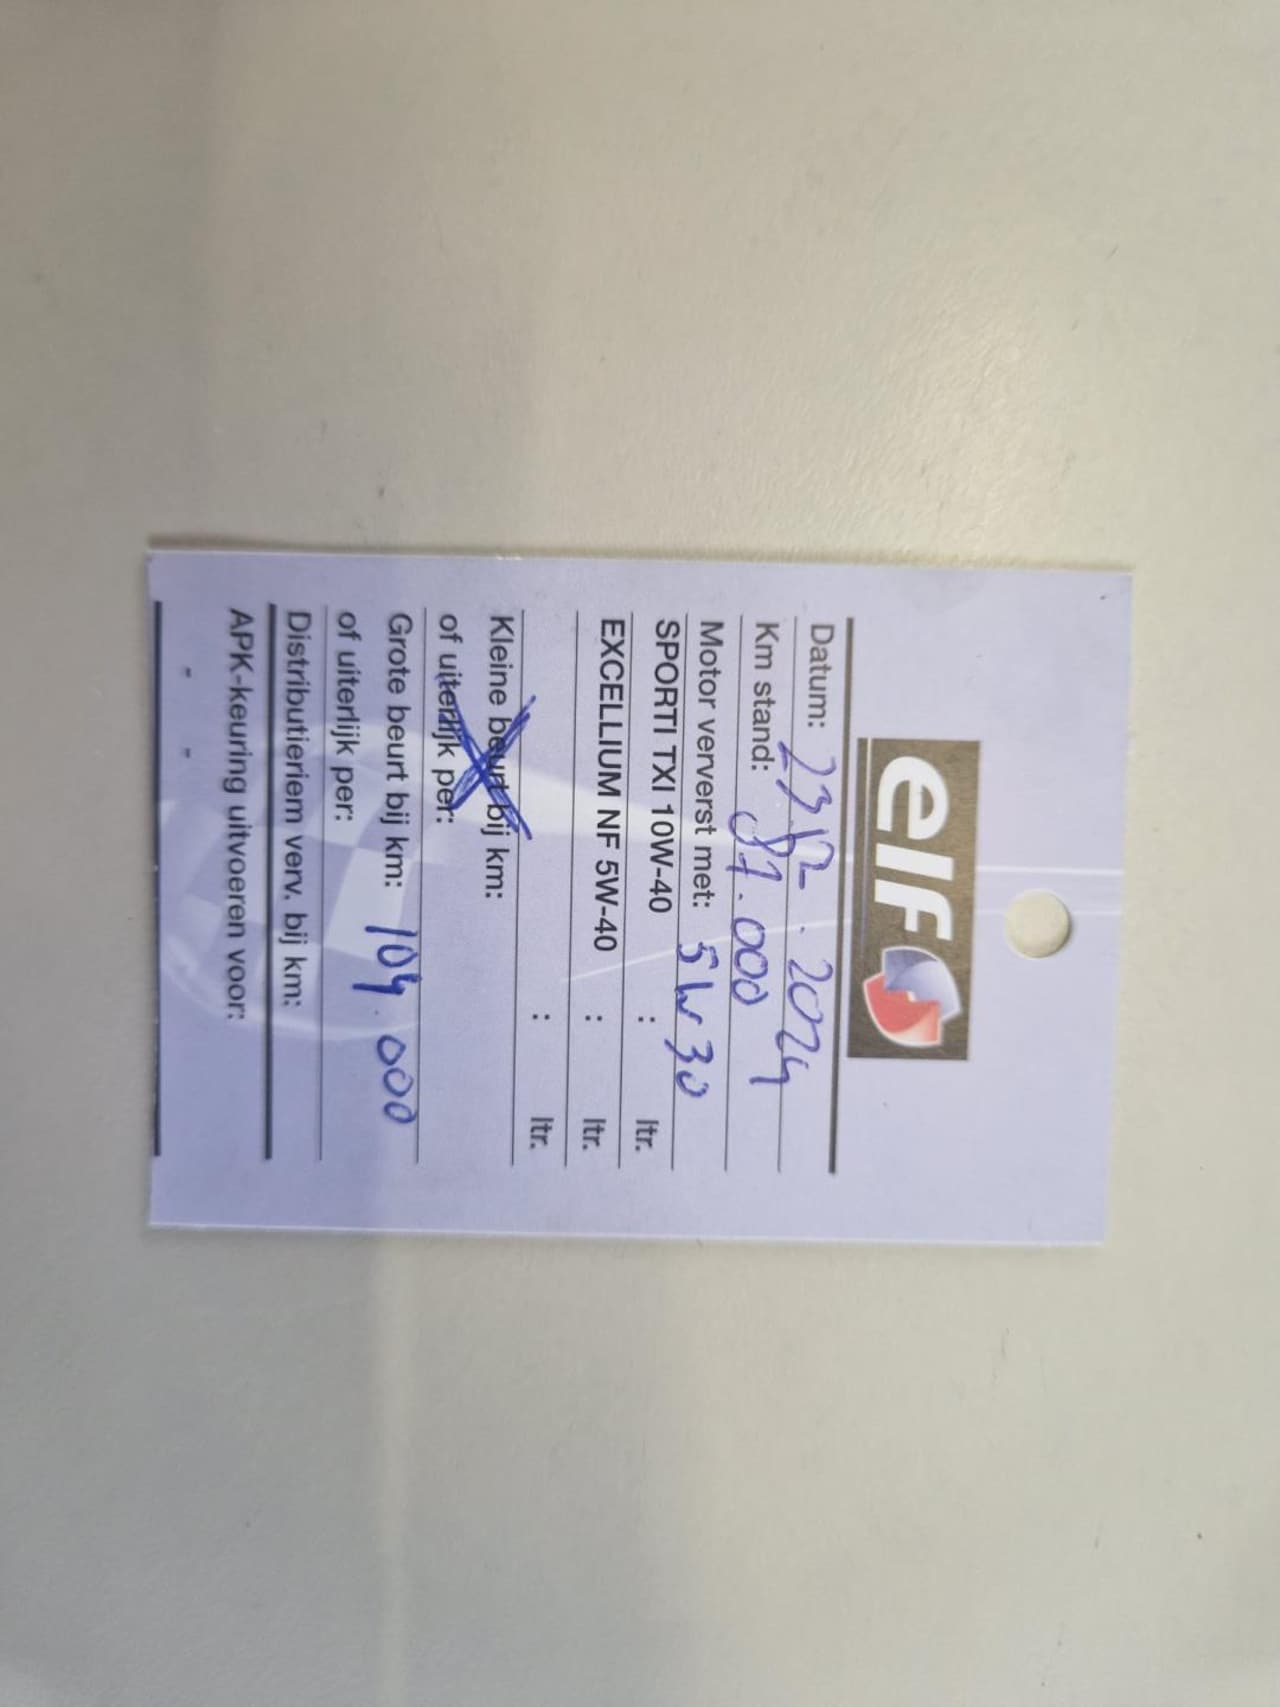 elf
Datum: 23 12 . 2024
Km stand: 89.000
Motor ververst met: 5W30
SPORTI TXI 10W-40 : ltr.
EXCELLIUM NF 5W-40 : ltr.
: ltr.
Kleine beurt bij km:
of uiterlijk per:
Grote beurt bij km: 104.000
of uiterlijk per:
Distributieriem verv. bij km:
APK-keuring uitvoeren voor:
- -